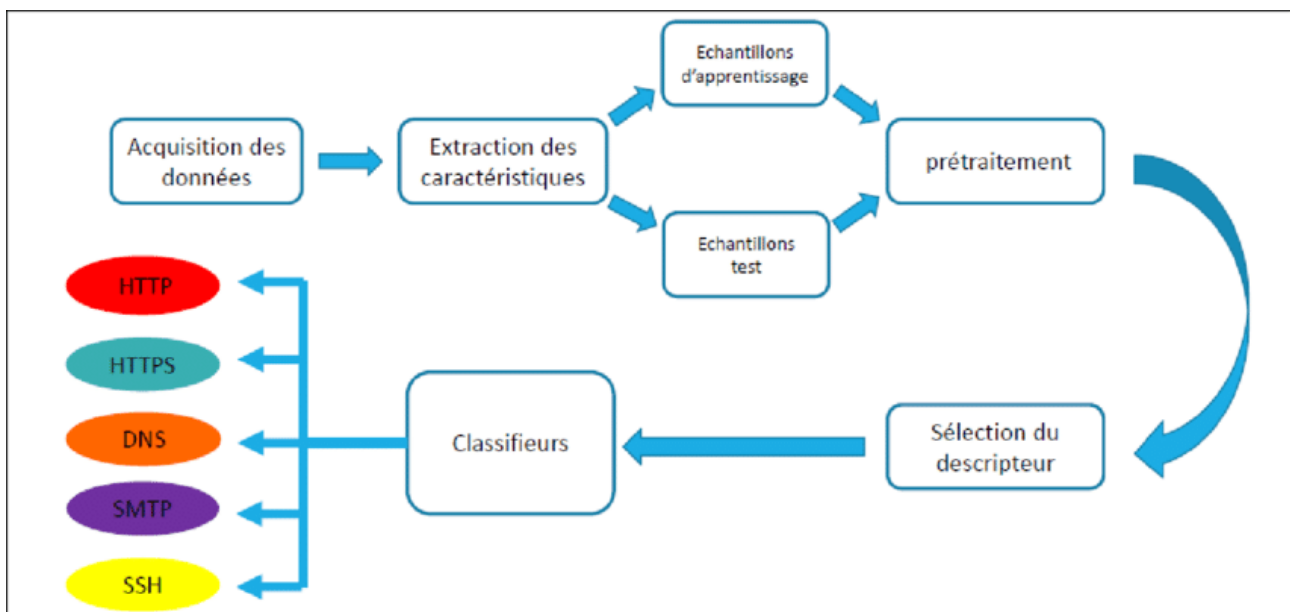 Acquisition des
données
Extraction des
caractéristiques
Echantillons
d'apprentissage
Echantillons
test
prétraitement
Sélection du
descripteur
Classifieurs
HTTP
HTTPS
DNS
SMTP
SSH